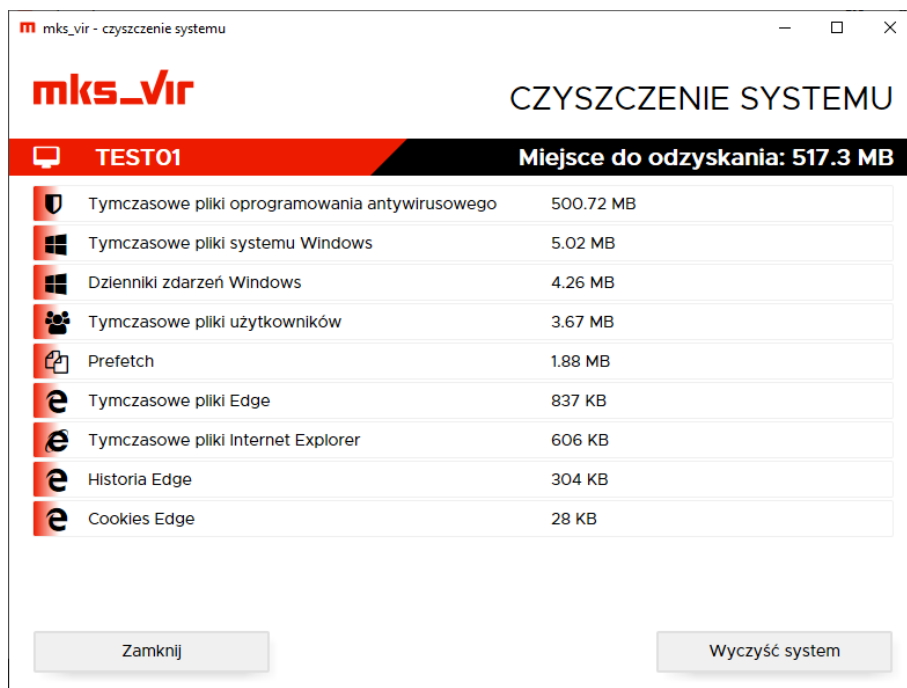 mks_vir - czyszczenie systemu
mks_vir
CZYSZCZENIE SYSTEMU
TEST01 Miejsce do odzyskania: 517.3 MB
Tymczasowe pliki oprogramowania antywirusowego 500.72 MB
Tymczasowe pliki systemu Windows 5.02 MB
Dzienniki zdarzeń Windows 4.26 MB
Tymczasowe pliki użytkowników 3.67 MB
Prefetch 1.88 MB
Tymczasowe pliki Edge 837 KB
Tymczasowe pliki Internet Explorer 606 KB
Historia Edge 304 KB
Cookies Edge 28 KB
Zamknij Wyczyść system